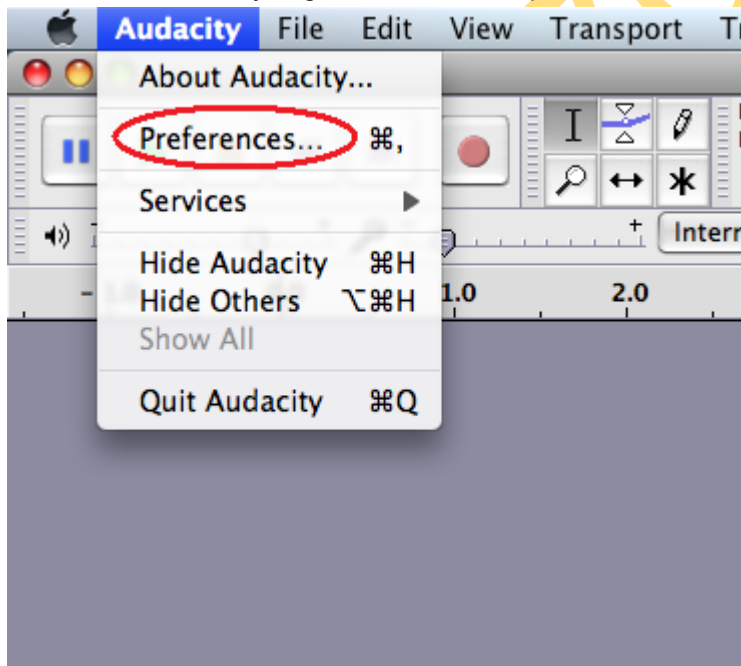 Audacity File Edit View Transport
About Audacity...
Preferences... ⌘,
Services ▶
Hide Audacity ⌘H
Hide Others ⌥⌘H
Show All
Quit Audacity ⌘Q
1.0 2.0